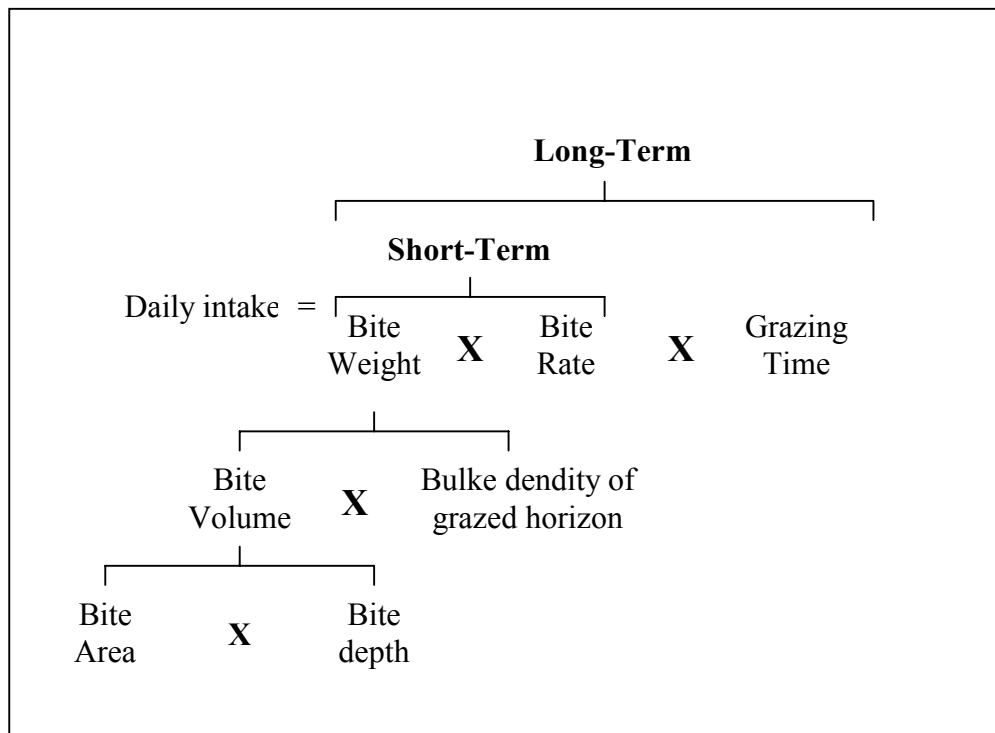 Long-Term
Short-Term
Daily intake =
Bite
Weight
X
Bite
Rate
X
Grazing
Time
Bite
Volume
X
Bulke dendity of
grazed horizon
Bite
Area
X
Bite
depth